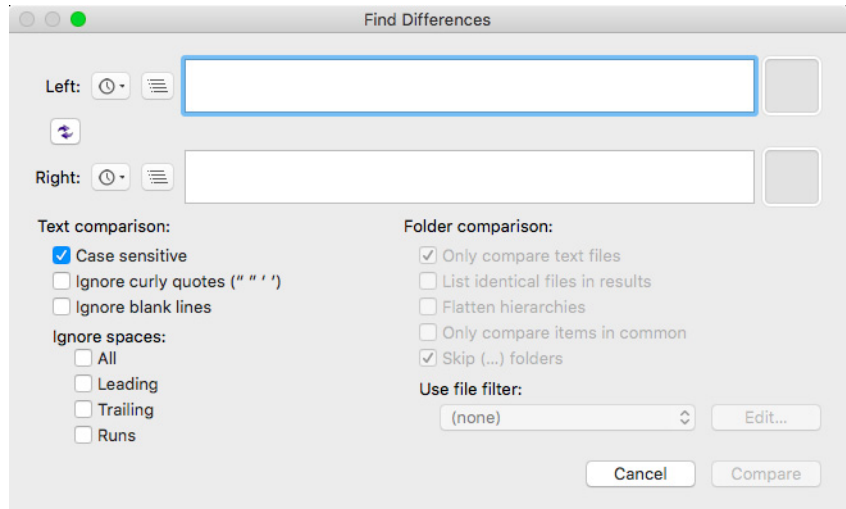 Find Differences
Left:
Right:
Text comparison:
Case sensitive
Ignore curly quotes (“ ” ‘ ’)
Ignore blank lines
Ignore spaces:
All
Leading
Trailing
Runs
Folder comparison:
Only compare text files
List identical files in results
Flatten hierarchies
Only compare items in common
Skip (...) folders
Use file filter:
(none)
Edit...
Cancel
Compare